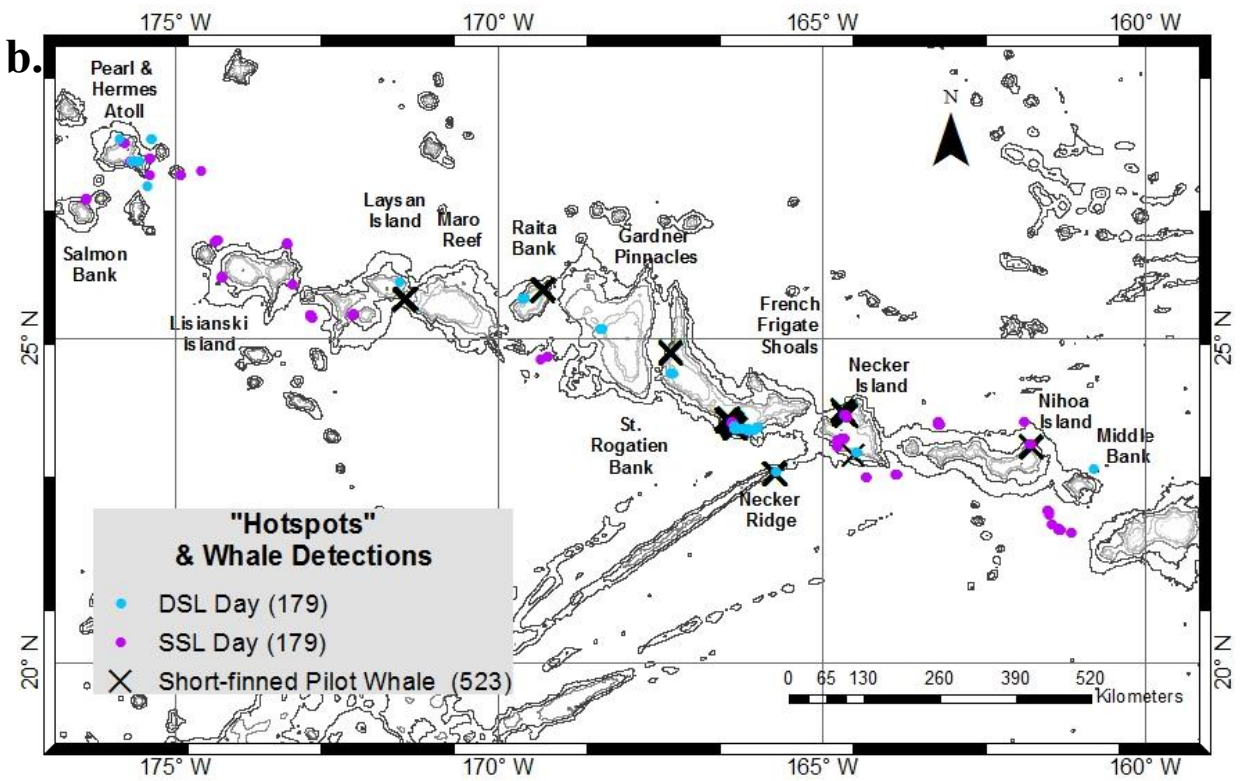 175° W 170° W 165° W 160° W
b.
Pearl &
Hermes
Atoll
N
Laysan
Island
Maro
Reef
Raita
Bank
Gardner
Pinnacles
Salmon
Bank
Lisianski
Island
French
Frigate
Shoals
25° N
25° N
Necker
Island
Nihoa
Island
Middle
Bank
St.
Rogatien
Bank
Necker
Ridge
"Hotspots"
& Whale Detections
DSL Day (179)
SSL Day (179)
Short-finned Pilot Whale (523)
20° N
20° N
0 65 130 260 390 520
Kilometers
175° W 170° W 165° W 160° W